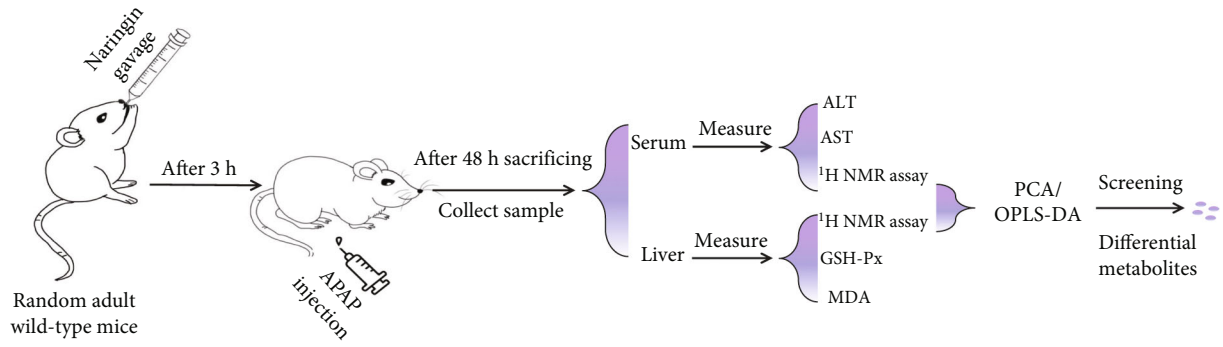 Naringin
gavage
Random adult
wild-type mice
After 3 h
APAP
injection
After 48 h sacrificing
Collect sample
Serum
Measure
ALT
AST
¹H NMR assay
Liver
Measure
¹H NMR assay
GSH-Px
MDA
PCA/
OPLS-DA
Screening
Differential
metabolites